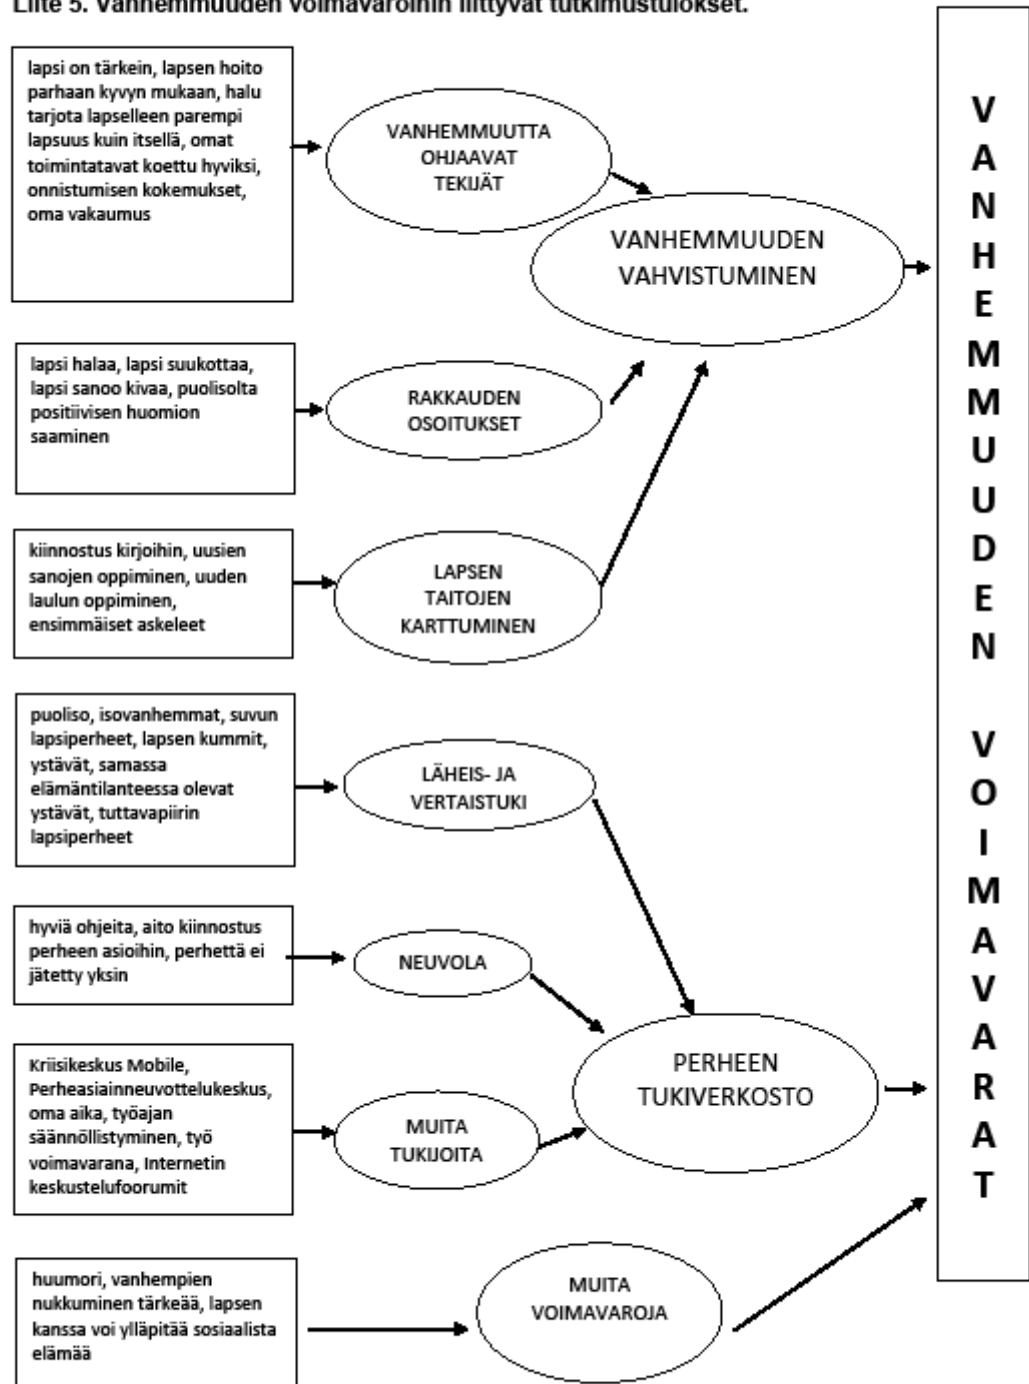 Liite 5. Vanhemmuuden voimavaroihin liittyvät tutkimustulokset.
lapsi on tärkein, lapsen hoito
parhaan kyvyn mukaan, halu
tarjota lapselleen parempi
lapsuus kuin itsellä, omat
toimintatavat koettu hyviksi,
onnistumisen kokemukset,
oma vakaumus
VANHEMMUUTTA
OHJAAVAT
TEKIJÄT
VANHEMMUUDEN
VAHVISTUMINEN
lapsi halaa, lapsi suukottaa,
lapsi sanoo kivaa, puolisolta
positiivisen huomion
saaminen
RAKKAUDEN
OSOITUKSET
kiinnostus kirjoihin, uusien
sanojen oppiminen, uuden
laulun oppiminen,
ensimmäiset askeleet
LAPSEN
TAITOJEN
KARTTUMINEN
puoliso, isovanhemmat, suvun
lapsiperheet, lapsen kummit,
ystävät, samassa
elämäntilanteessa olevat
ystävät, tuttavapiirin
lapsiperheet
LÄHEIS- JA
VERTAISTUKI
hyviä ohjeita, aito kiinnostus
perheen asioihin, perhettä ei
jätetty yksin
NEUVOLA
Kriisikeskus Mobile,
Perheasiainneuvottelukeskus,
oma aika, työajan
säännöllistyminen, työ
voimavarana, Internetin
keskustelufoorumit
MUITA
TUKIJOITA
PERHEEN
TUKIVERKOSTO
huumori, vanhempien
nukkuminen tärkeää, lapsen
kanssa voi ylläpitää sosiaalista
elämää
MUITA
VOIMAVAROJA
VANHEMMUUDEN VOIMAVARAT